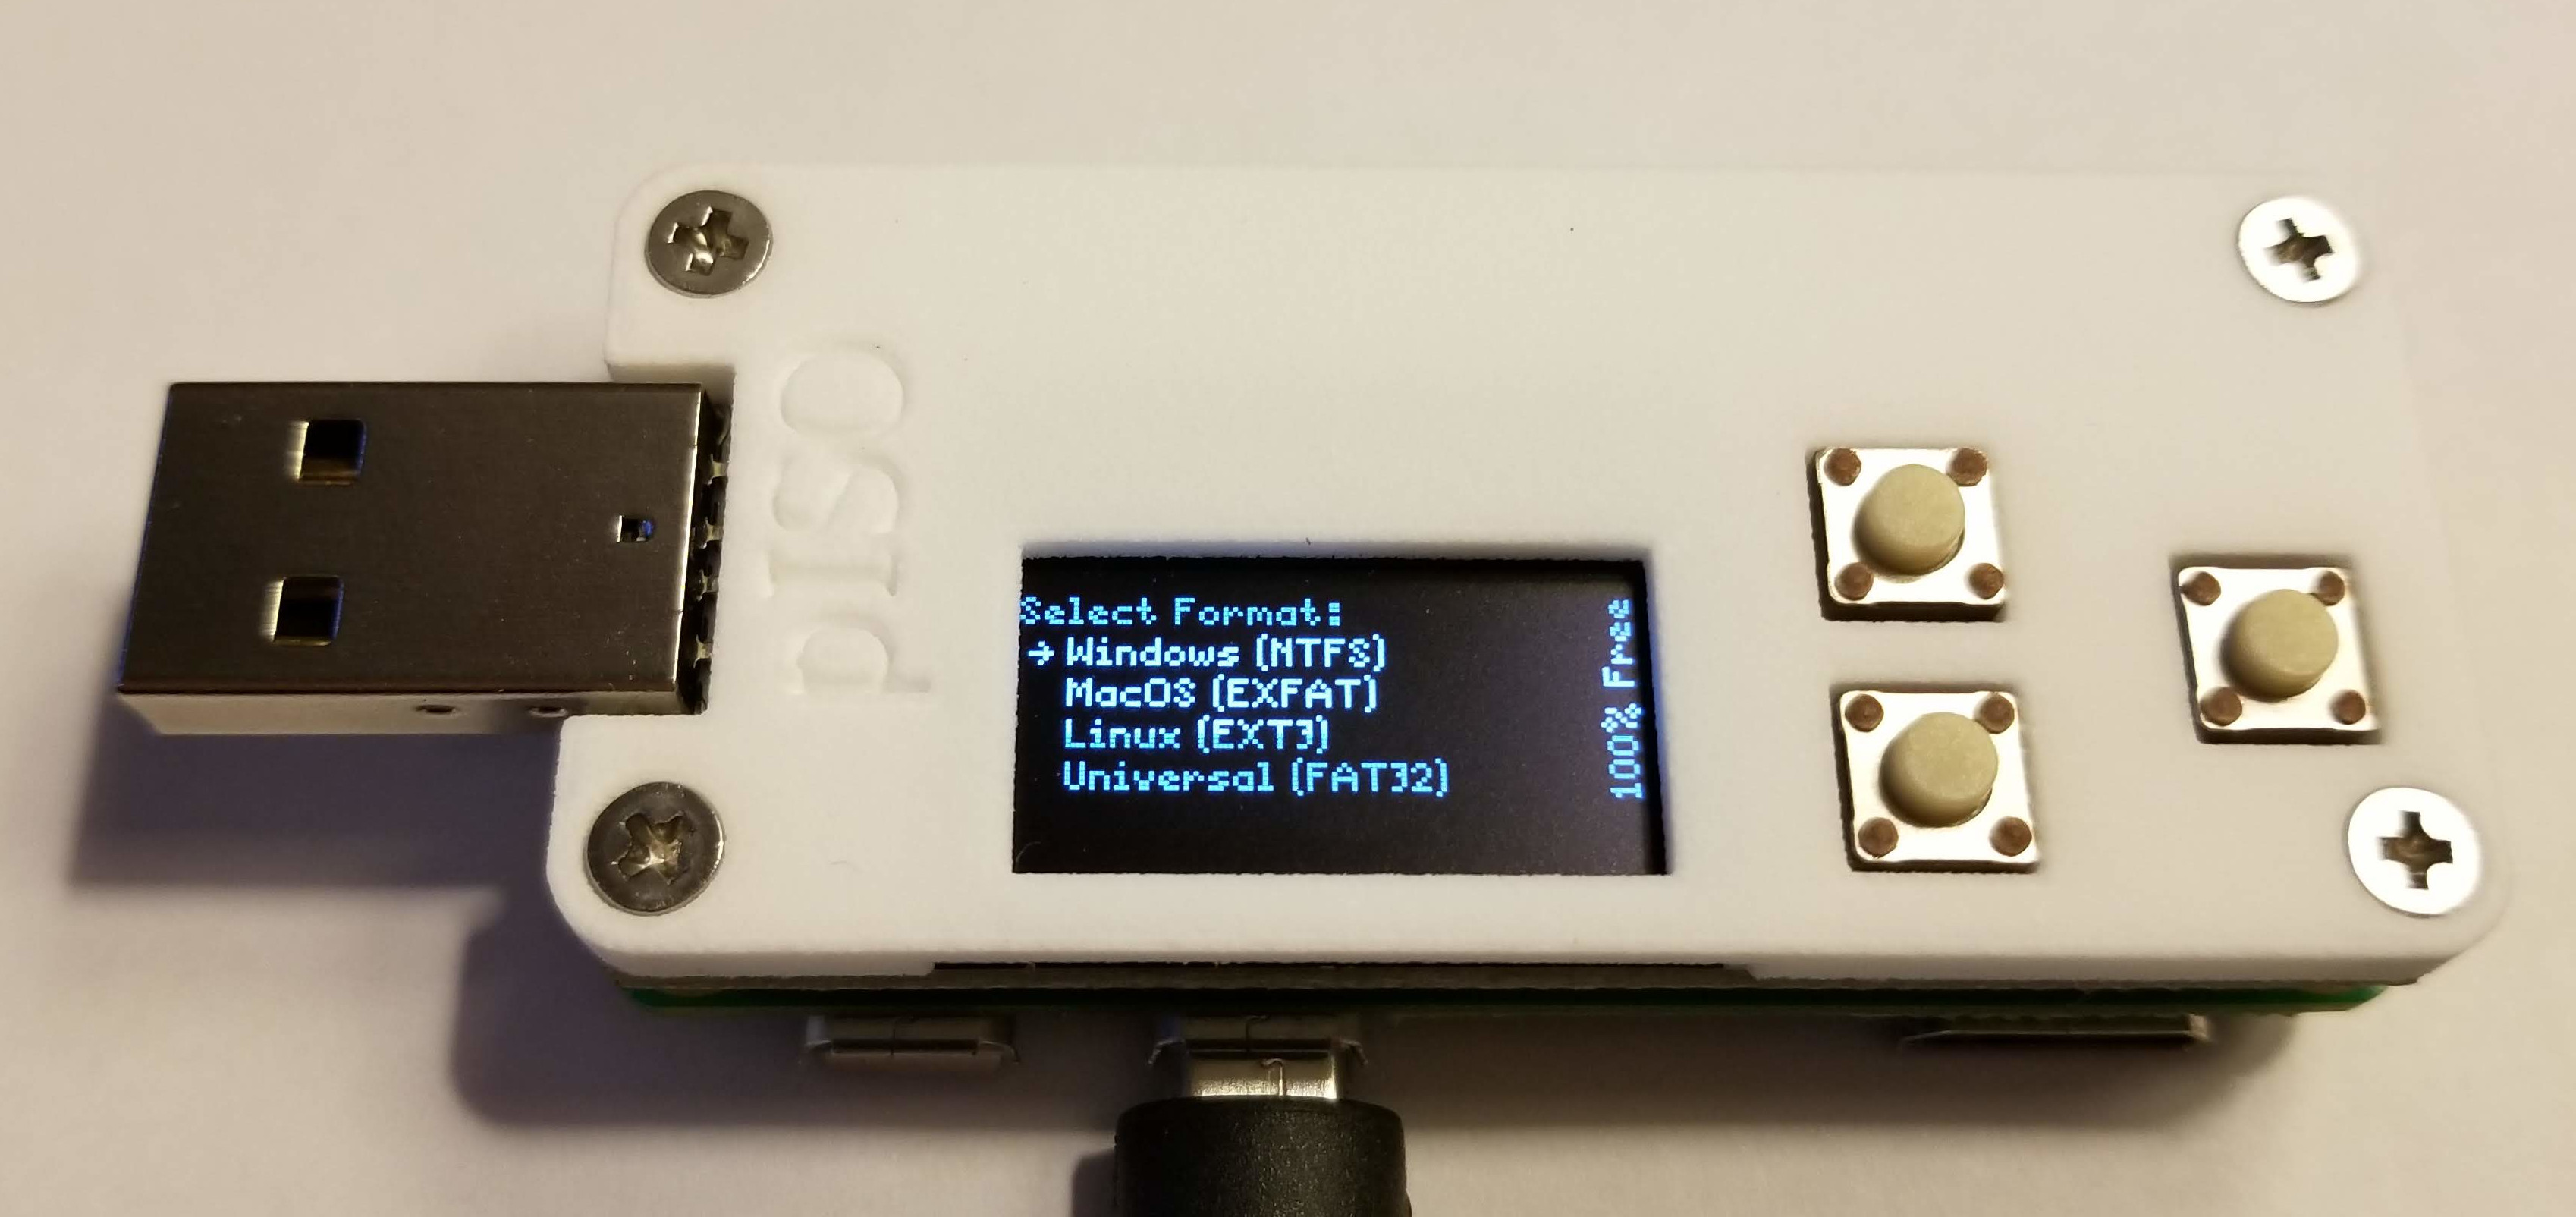 pISO
Select Format:
→ Windows (NTFS)
MacOS (EXFAT)
Linux (EXT3)
Universal (FAT32)
100% Free